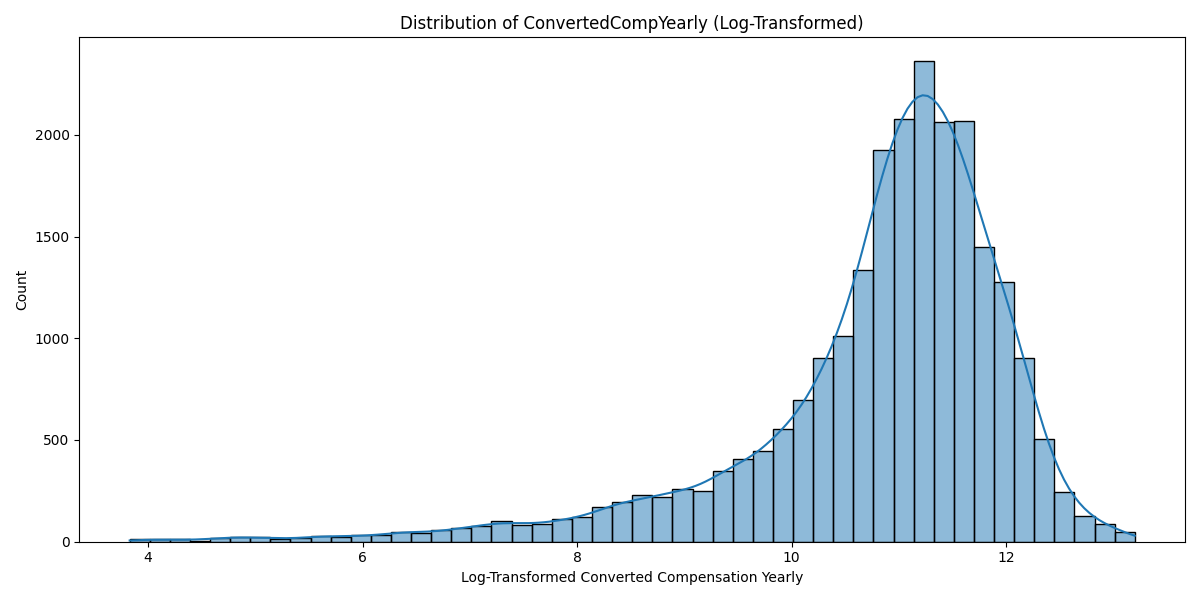 Distribution of ConvertedCompYearly (Log-Transformed)
Count
2000
1500
1000
500
0
4 6 8 10 12
Log-Transformed Converted Compensation Yearly